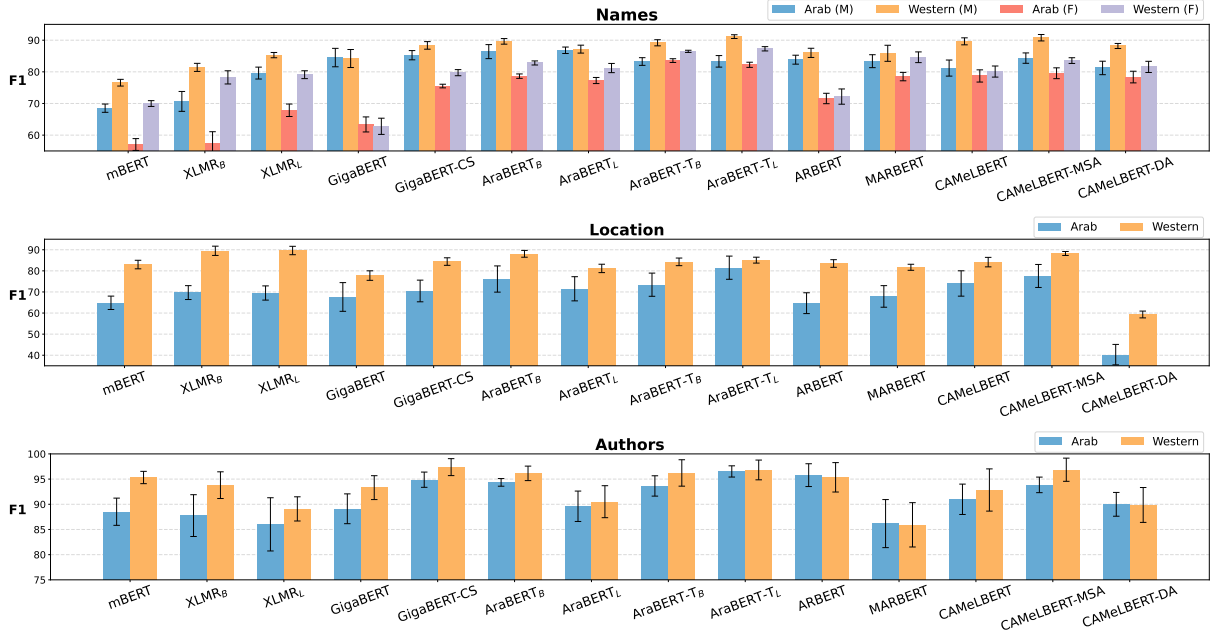 Names
Arab (M) Western (M) Arab (F) Western (F)
F1
90
80
70
60
mBERT XLMR_B XLMR_L GigaBERT GigaBERT-CS AraBERT_B AraBERT_L AraBERT-T_B AraBERT-T_L ARBERT MARBERT CAMeLBERT CAMeLBERT-MSA CAMeLBERT-DA
Location
Arab Western
F1
90
80
70
60
50
40
mBERT XLMR_B XLMR_L GigaBERT GigaBERT-CS AraBERT_B AraBERT_L AraBERT-T_B AraBERT-T_L ARBERT MARBERT CAMeLBERT CAMeLBERT-MSA CAMeLBERT-DA
Authors
Arab Western
F1
100
95
90
85
80
75
mBERT XLMR_B XLMR_L GigaBERT GigaBERT-CS AraBERT_B AraBERT_L AraBERT-T_B AraBERT-T_L ARBERT MARBERT CAMeLBERT CAMeLBERT-MSA CAMeLBERT-DA